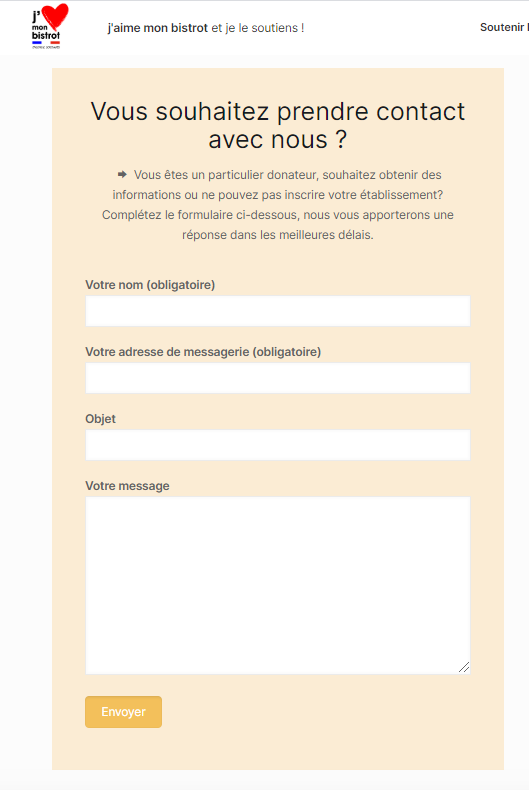 j'
mon
bistrot
j'aime mon bistrot et je le soutiens !
Soutenir
Vous souhaitez prendre contact
avec nous ?
Vous êtes un particulier donateur, souhaitez obtenir des
informations ou ne pouvez pas inscrire votre établissement?
Complétez le formulaire ci-dessous, nous vous apporterons une
réponse dans les meilleures délais.
Votre nom (obligatoire)
Votre adresse de messagerie (obligatoire)
Objet
Votre message
Envoyer